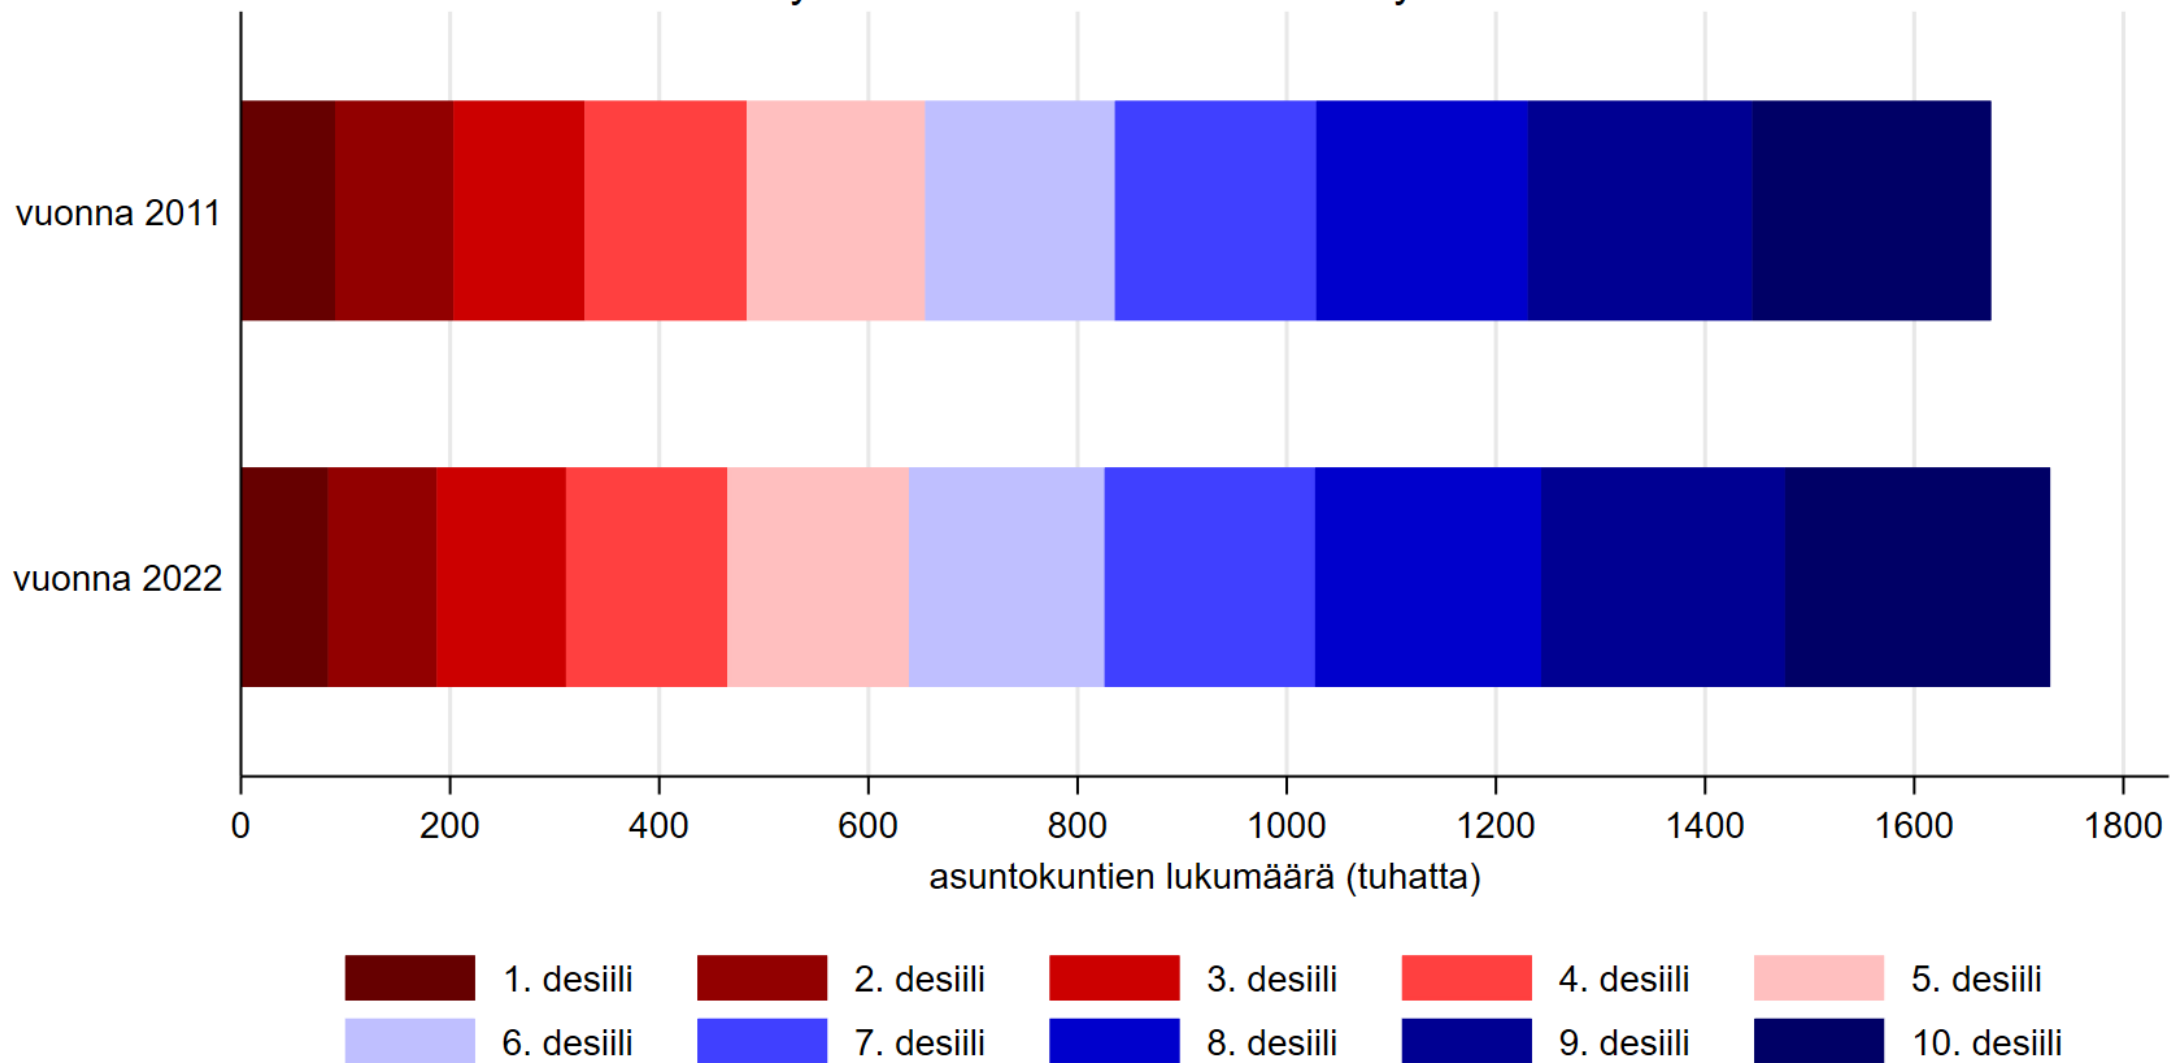 vuonna 2011
vuonna 2022
0 200 400 600 800 1000 1200 1400 1600 1800
asuntokuntien lukumäärä (tuhatta)
1. desiili 2. desiili 3. desiili 4. desiili 5. desiili
6. desiili 7. desiili 8. desiili 9. desiili 10. desiili